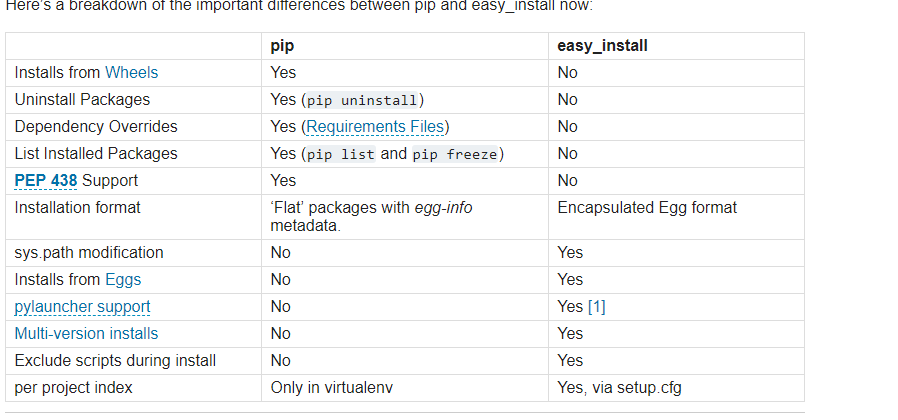 Here's a breakdown of the important differences between pip and easy_install now:
pip easy_install
Installs from Wheels Yes No
Uninstall Packages Yes (pip uninstall) No
Dependency Overrides Yes (Requirements Files) No
List Installed Packages Yes (pip list and pip freeze) No
PEP 438 Support Yes No
Installation format ‘Flat’ packages with egg-info Encapsulated Egg format
metadata.
sys.path modification No Yes
Installs from Eggs No Yes
pylauncher support No Yes [1]
Multi-version installs No Yes
Exclude scripts during install No Yes
per project index Only in virtualenv Yes, via setup.cfg